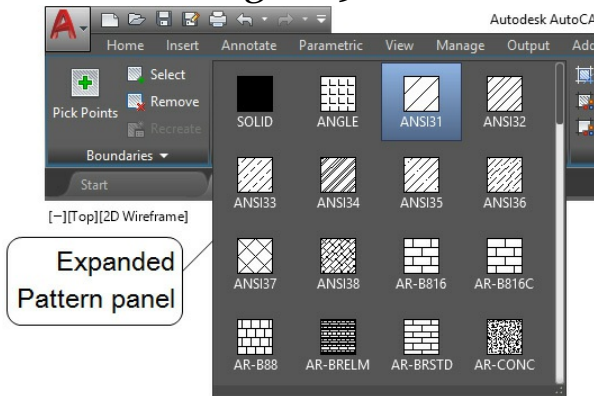 Autodesk AutoCA
Home Insert Annotate Parametric View Manage Output Add
Pick Points
Select
Remove
Recreate
Boundaries
Start
SOLID ANGLE ANSI31 ANSI32
ANSI33 ANSI34 ANSI35 ANSI36
[−][Top][2D Wireframe]
ANSI37 ANSI38 AR-B816 AR-B816C
Expanded
Pattern panel
AR-B88 AR-BRELM AR-BRSTD AR-CONC